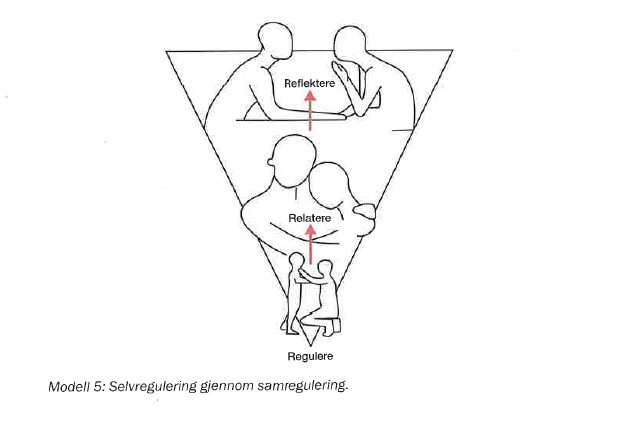 Reflektere
Relatere
Regulere
Modell 5: Selvregulering gjennom samregulering.